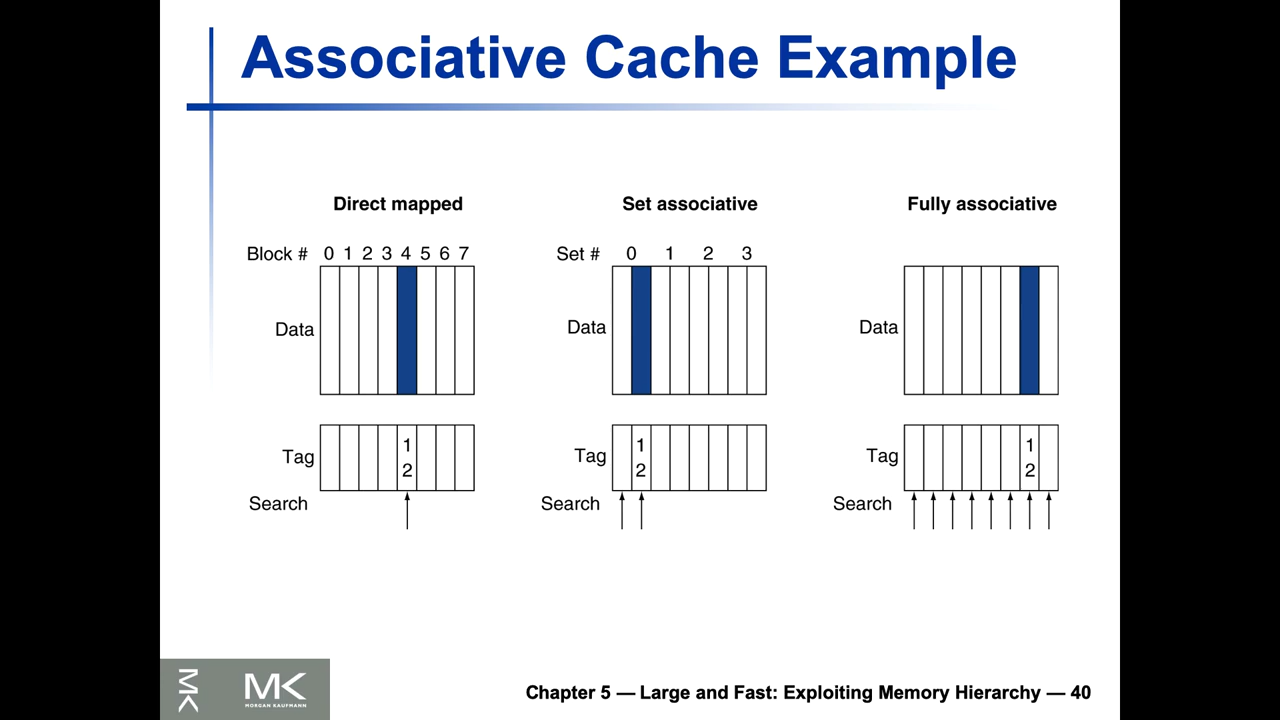 Associative Cache Example
Direct mapped
Set associative
Fully associative
Block # 0 1 2 3 4 5 6 7
Set # 0 1 2 3
Data
Data
Data
Tag
1
2
Tag
1
2
Tag
1
2
Search
Search
Search
MK
MK
MORGAN KAUFMANN
Chapter 5 — Large and Fast: Exploiting Memory Hierarchy — 40